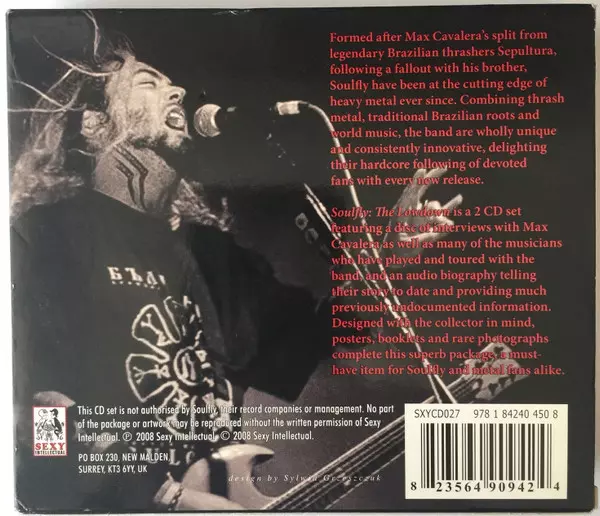 Formed after Max Cavalera's split from
legendary Brazilian thrashers Sepultura,
following a fallout with his brother,
Soulfly have been at the cutting edge of
heavy metal ever since. Combining thrash
metal, traditional Brazilian roots and
world music, the band are wholly unique
and consistently innovative, delighting
their hardcore following of devoted
fans with every new release.
Soulfly: The Lowdown is a 2 CD set
featuring a disc of interviews with Max
Cavalera as well as many of the musicians
who have played and toured with the
band, and an audio biography telling
their story to date and providing much
previously undocumented information.
Designed with the collector in mind,
posters, booklets and rare photographs
complete this superb package, a must-
have item for Soulfly and metal fans alike.
SEXY
INTELLECTUAL
This CD set is not authorised by Soulfly, their record companies or management. No part
of the package or artwork may be reproduced without the written permission of Sexy
Intellectual. ℗ 2008 Sexy Intellectual © 2008 Sexy Intellectual.
PO BOX 230, NEW MALDEN,
SURREY, KT3 6YY, UK
design by Sylwia Grzeszczuk
SXYCD027 978 1 84240 450 8
8 23564 90942 4